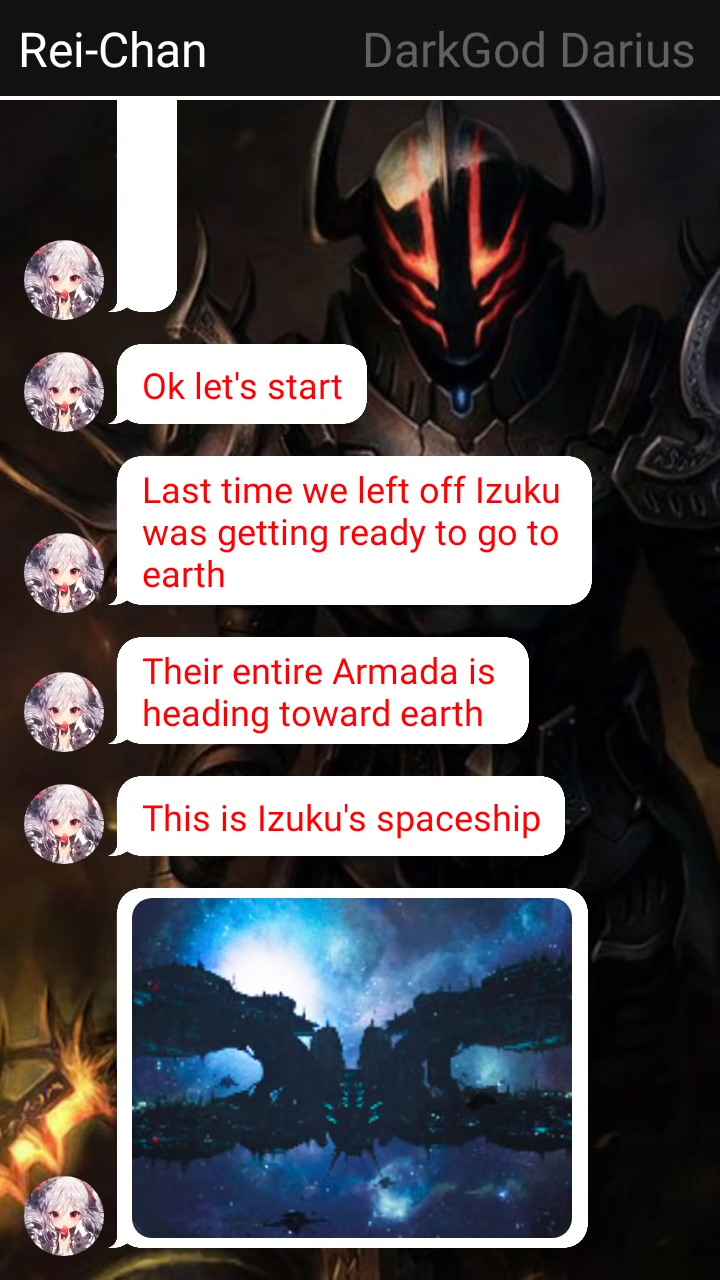 Rei-Chan
DarkGod Darius
Ok let's start
Last time we left off Izuku
was getting ready to go to
earth
Their entire Armada is
heading toward earth
This is Izuku's spaceship